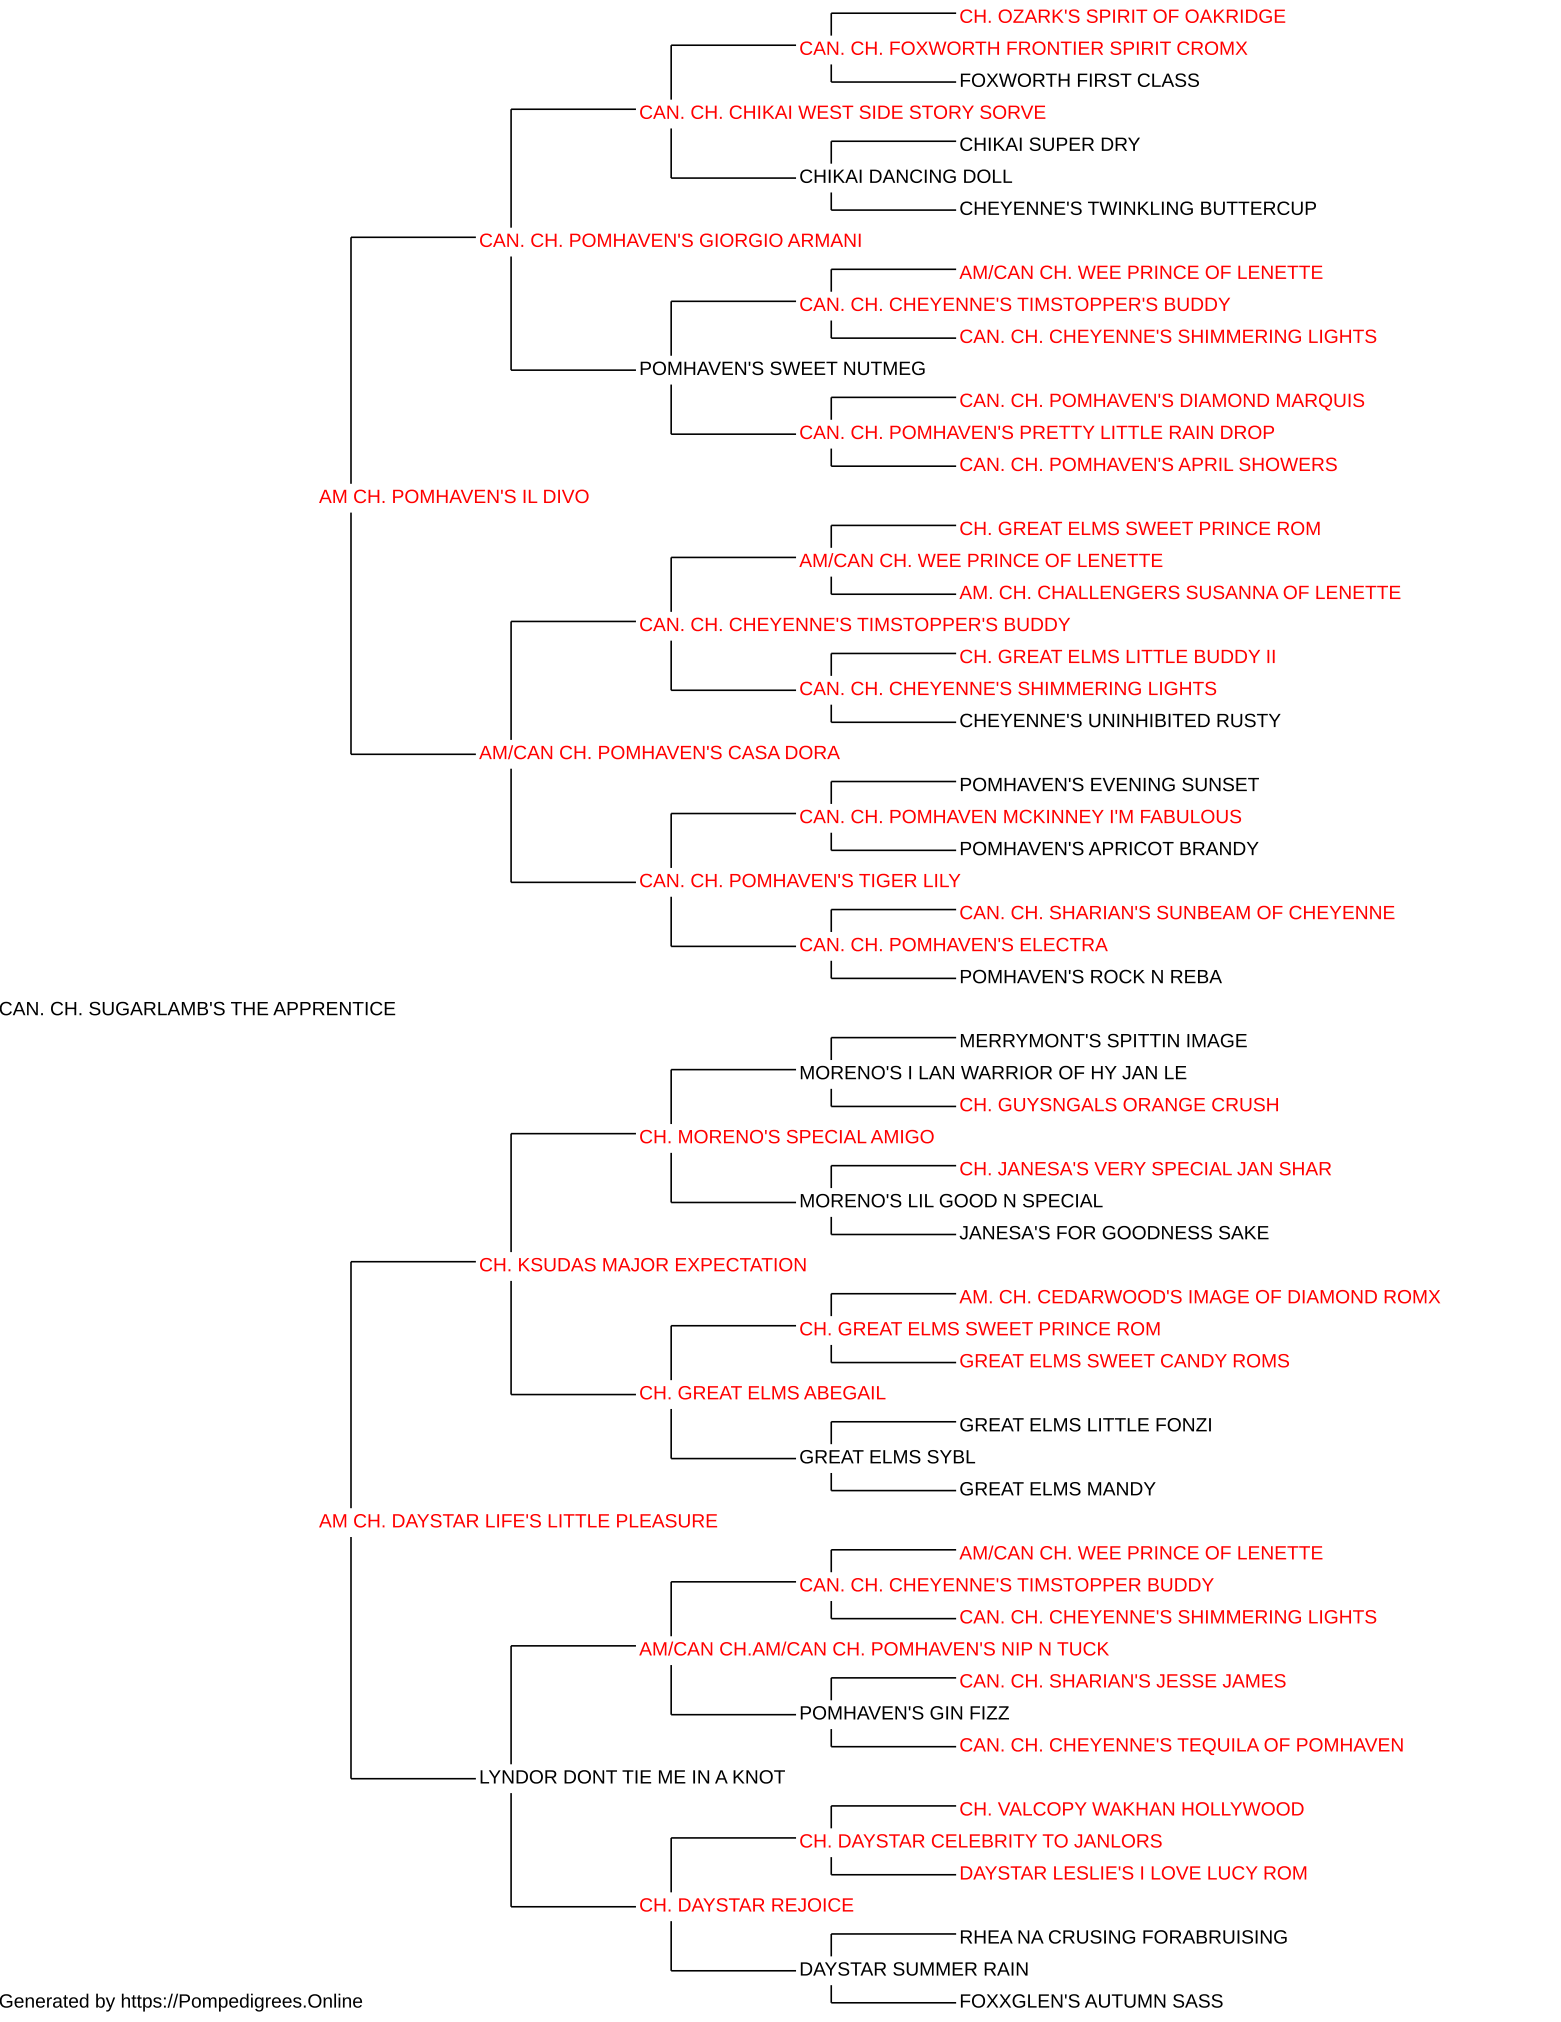 CH. OZARK'S SPIRIT OF OAKRIDGE
CAN. CH. FOXWORTH FRONTIER SPIRIT CROMX
FOXWORTH FIRST CLASS
CAN. CH. CHIKAI WEST SIDE STORY SORVE
CHIKAI SUPER DRY
CHIKAI DANCING DOLL
CHEYENNE'S TWINKLING BUTTERCUP
CAN. CH. POMHAVEN'S GIORGIO ARMANI
AM/CAN CH. WEE PRINCE OF LENETTE
CAN. CH. CHEYENNE'S TIMSTOPPER'S BUDDY
CAN. CH. CHEYENNE'S SHIMMERING LIGHTS
POMHAVEN'S SWEET NUTMEG
CAN. CH. POMHAVEN'S DIAMOND MARQUIS
CAN. CH. POMHAVEN'S PRETTY LITTLE RAIN DROP
CAN. CH. POMHAVEN'S APRIL SHOWERS
AM CH. POMHAVEN'S IL DIVO
CH. GREAT ELMS SWEET PRINCE ROM
AM/CAN CH. WEE PRINCE OF LENETTE
AM. CH. CHALLENGERS SUSANNA OF LENETTE
CAN. CH. CHEYENNE'S TIMSTOPPER'S BUDDY
CH. GREAT ELMS LITTLE BUDDY II
CAN. CH. CHEYENNE'S SHIMMERING LIGHTS
CHEYENNE'S UNINHIBITED RUSTY
AM/CAN CH. POMHAVEN'S CASA DORA
POMHAVEN'S EVENING SUNSET
CAN. CH. POMHAVEN MCKINNEY I'M FABULOUS
POMHAVEN'S APRICOT BRANDY
CAN. CH. POMHAVEN'S TIGER LILY
CAN. CH. SHARIAN'S SUNBEAM OF CHEYENNE
CAN. CH. POMHAVEN'S ELECTRA
POMHAVEN'S ROCK N REBA
CAN. CH. SUGARLAMB'S THE APPRENTICE
MERRYMONT'S SPITTIN IMAGE
MORENO'S I LAN WARRIOR OF HY JAN LE
CH. GUYSNGALS ORANGE CRUSH
CH. MORENO'S SPECIAL AMIGO
CH. JANESA'S VERY SPECIAL JAN SHAR
MORENO'S LIL GOOD N SPECIAL
JANESA'S FOR GOODNESS SAKE
CH. KSUDAS MAJOR EXPECTATION
AM. CH. CEDARWOOD'S IMAGE OF DIAMOND ROMX
CH. GREAT ELMS SWEET PRINCE ROM
GREAT ELMS SWEET CANDY ROMS
CH. GREAT ELMS ABEGAIL
GREAT ELMS LITTLE FONZI
GREAT ELMS SYBL
GREAT ELMS MANDY
AM CH. DAYSTAR LIFE'S LITTLE PLEASURE
AM/CAN CH. WEE PRINCE OF LENETTE
CAN. CH. CHEYENNE'S TIMSTOPPER BUDDY
CAN. CH. CHEYENNE'S SHIMMERING LIGHTS
AM/CAN CH.AM/CAN CH. POMHAVEN'S NIP N TUCK
CAN. CH. SHARIAN'S JESSE JAMES
POMHAVEN'S GIN FIZZ
CAN. CH. CHEYENNE'S TEQUILA OF POMHAVEN
LYNDOR DONT TIE ME IN A KNOT
CH. VALCOPY WAKHAN HOLLYWOOD
CH. DAYSTAR CELEBRITY TO JANLORS
DAYSTAR LESLIE'S I LOVE LUCY ROM
CH. DAYSTAR REJOICE
RHEA NA CRUSING FORABRUISING
DAYSTAR SUMMER RAIN
FOXXGLEN'S AUTUMN SASS
Generated by https://Pompedigrees.Online